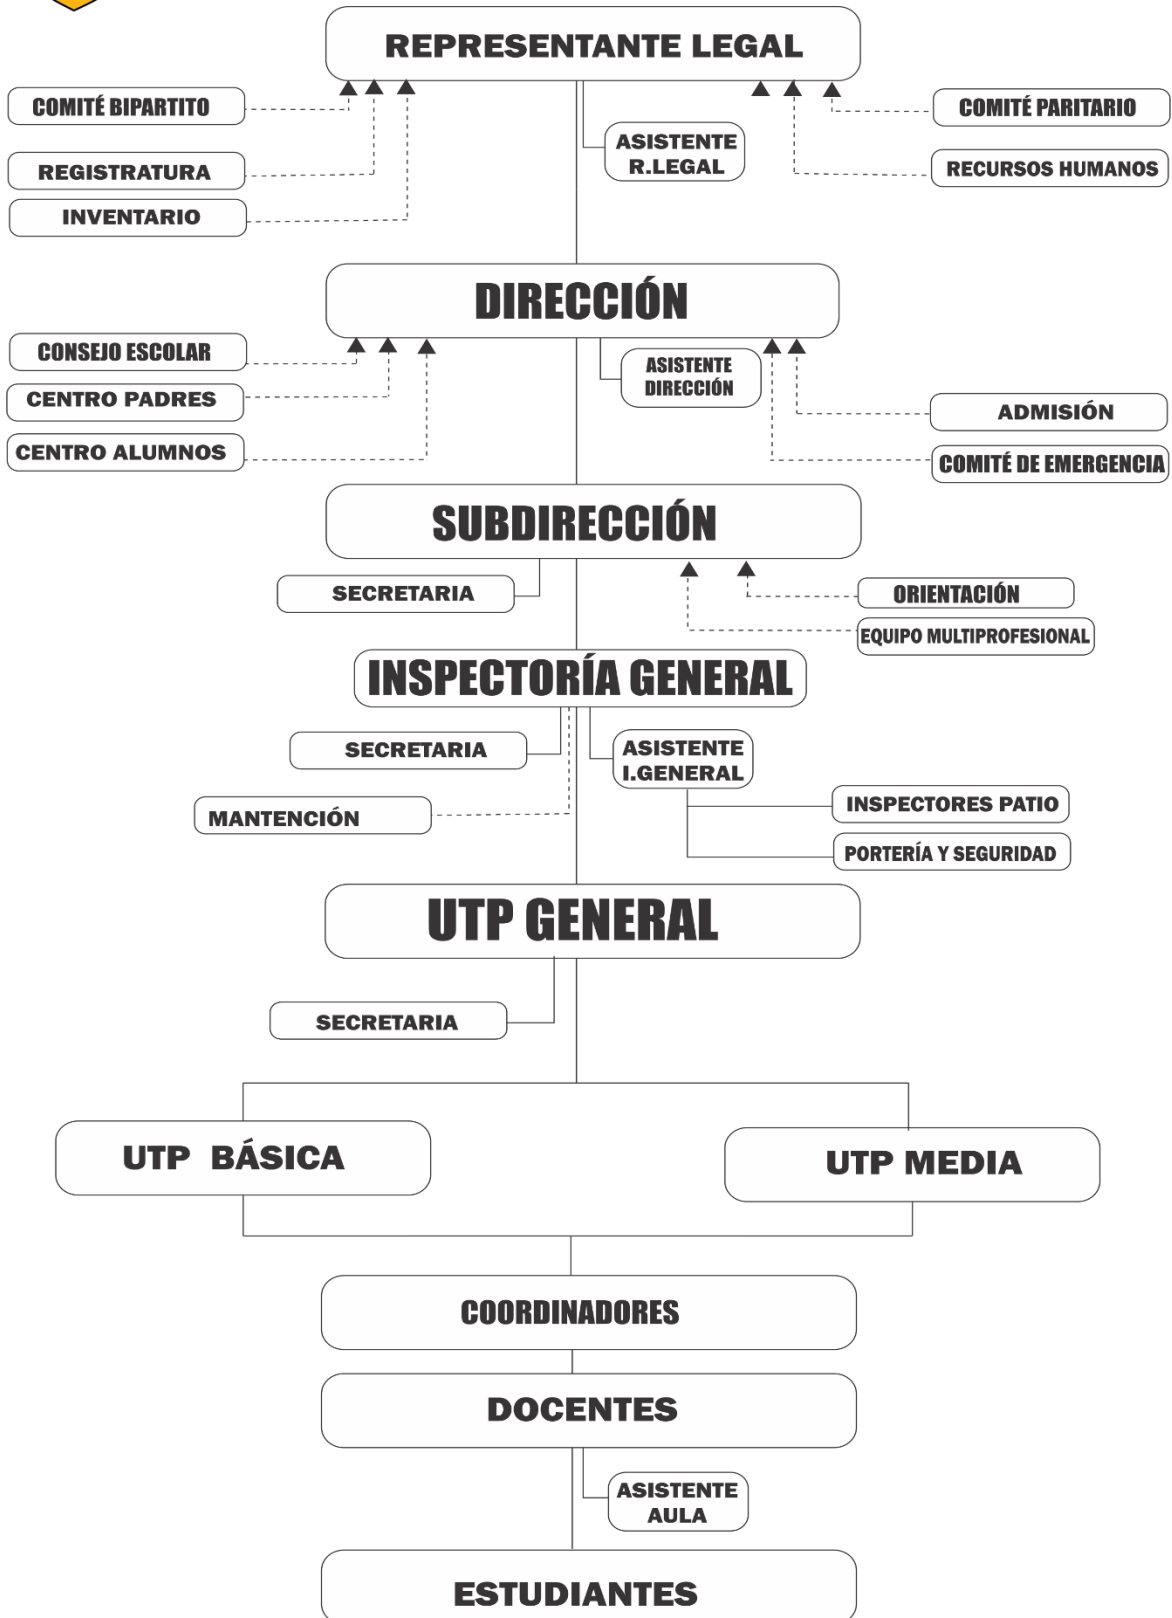 REPRESENTANTE LEGAL
COMITÉ BIPARTITO
COMITÉ PARITARIO
ASISTENTE
R.LEGAL
REGISTRATURA
RECURSOS HUMANOS
INVENTARIO
DIRECCIÓN
CONSEJO ESCOLAR
ASISTENTE
DIRECCIÓN
CENTRO PADRES
ADMISIÓN
CENTRO ALUMNOS
COMITÉ DE EMERGENCIA
SUBDIRECCIÓN
SECRETARIA
ORIENTACIÓN
EQUIPO MULTIPROFESIONAL
INSPECTORÍA GENERAL
SECRETARIA
ASISTENTE
I.GENERAL
MANTENCIÓN
INSPECTORES PATIO
PORTERÍA Y SEGURIDAD
UTP GENERAL
SECRETARIA
UTP BÁSICA
UTP MEDIA
COORDINADORES
DOCENTES
ASISTENTE
AULA
ESTUDIANTES